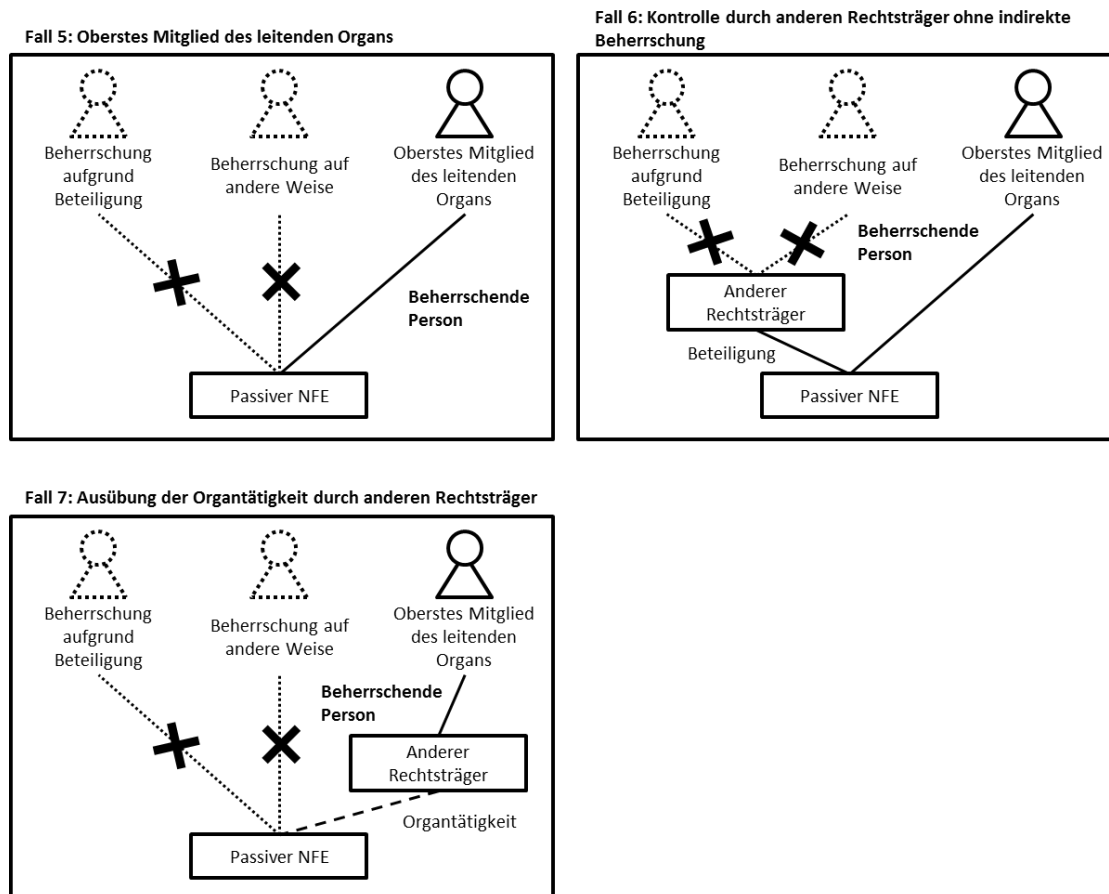 Fall 5: Oberstes Mitglied des leitenden Organs
Beherrschung
aufgrund
Beteiligung
Beherrschung auf
andere Weise
Oberstes Mitglied
des leitenden
Organs
Beherrschende
Person
Passiver NFE
Fall 6: Kontrolle durch anderen Rechtsträger ohne indirekte
Beherrschung
Beherrschung
aufgrund
Beteiligung
Beherrschung auf
andere Weise
Oberstes Mitglied
des leitenden
Organs
Beherrschende
Person
Anderer
Rechtsträger
Beteiligung
Passiver NFE
Fall 7: Ausübung der Organtätigkeit durch anderen Rechtsträger
Beherrschung
aufgrund
Beteiligung
Beherrschung auf
andere Weise
Oberstes Mitglied
des leitenden
Organs
Beherrschende
Person
Anderer
Rechtsträger
Organtätigkeit
Passiver NFE